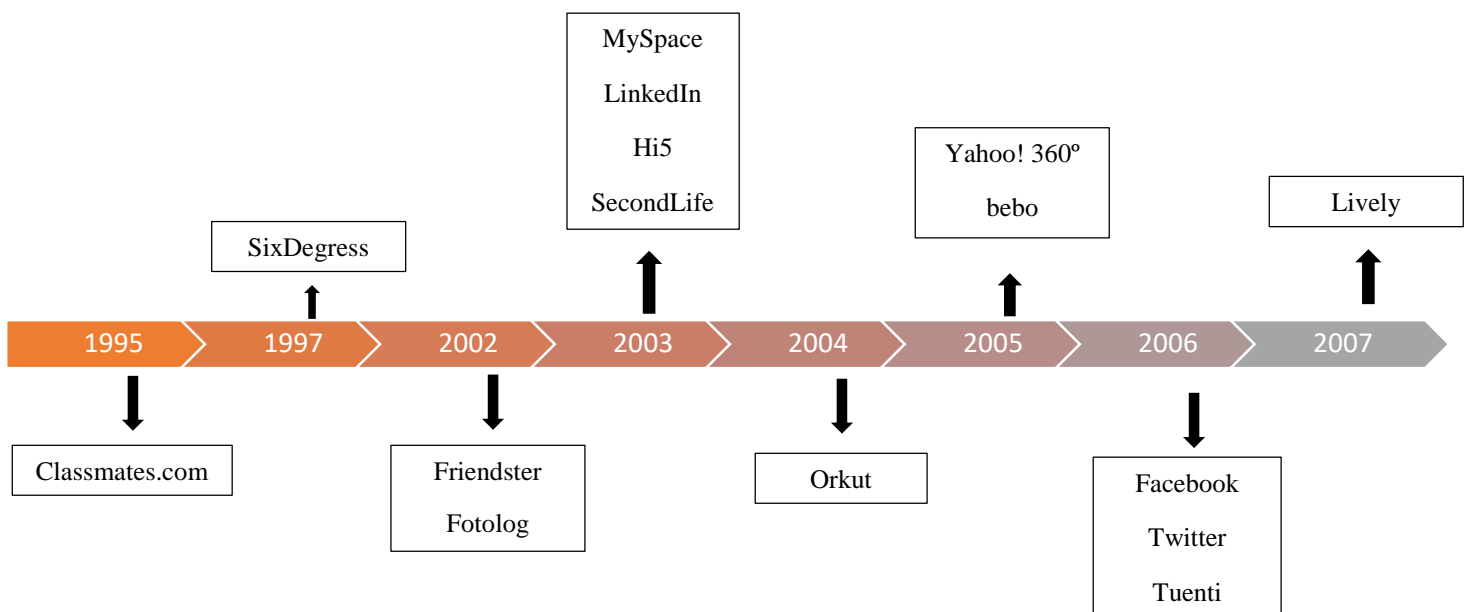 MySpace
LinkedIn
Hi5
SecondLife
Yahoo! 360º
bebo
Lively
SixDegress
1995
1997
2002
2003
2004
2005
2006
2007
Classmates.com
Friendster
Fotolog
Orkut
Facebook
Twitter
Tuenti